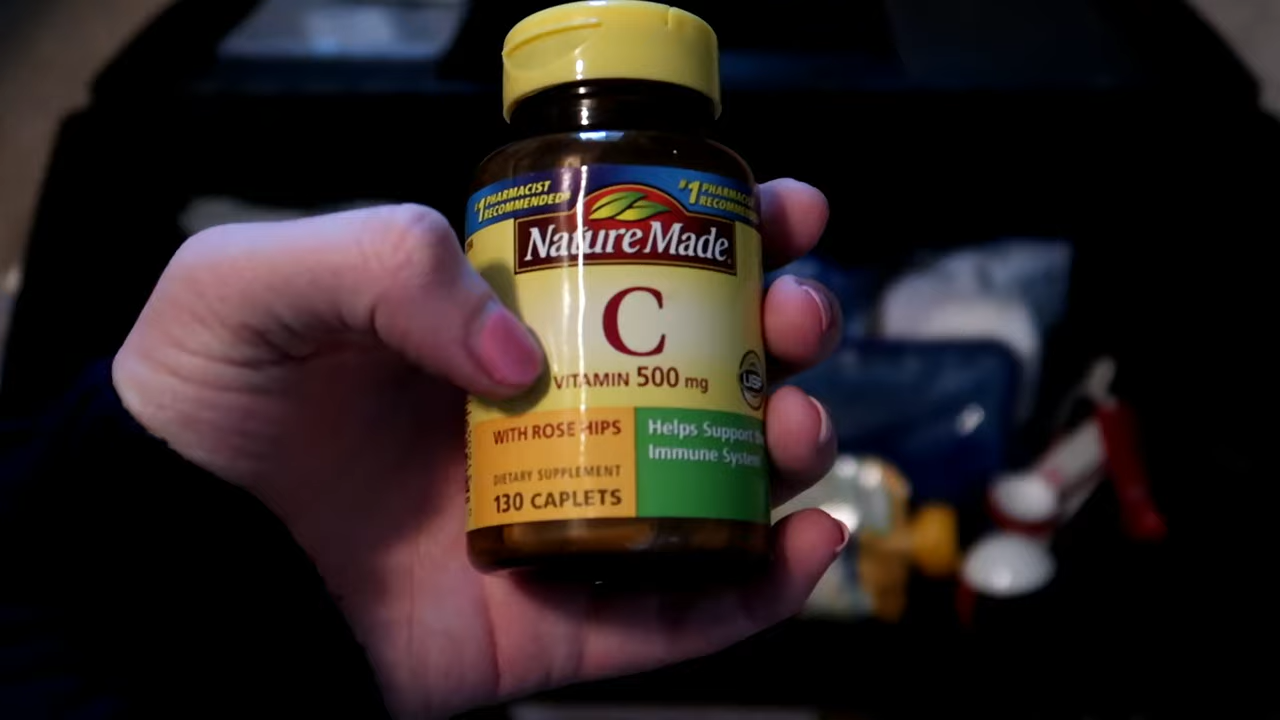 #1 PHARMACIST
RECOMMENDED®
#1
RECOMMENDED
Nature Made®
C
VITAMIN 500 mg
USP
WITH ROSE HIPS
Helps Support
Immune System
DIETARY SUPPLEMENT
130 CAPLETS